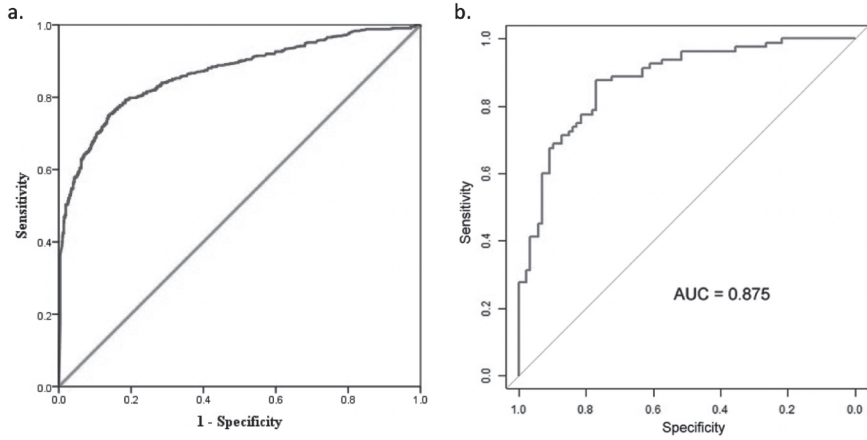 a.
1.0
0.8
0.6
0.4
0.2
0.0
Sensitivity
0.0 0.2 0.4 0.6 0.8 1.0
1 - Specificity
b.
1.0
0.8
0.6
0.4
0.2
0.0
Sensitivity
AUC = 0.875
1.0 0.8 0.6 0.4 0.2 0.0
Specificity